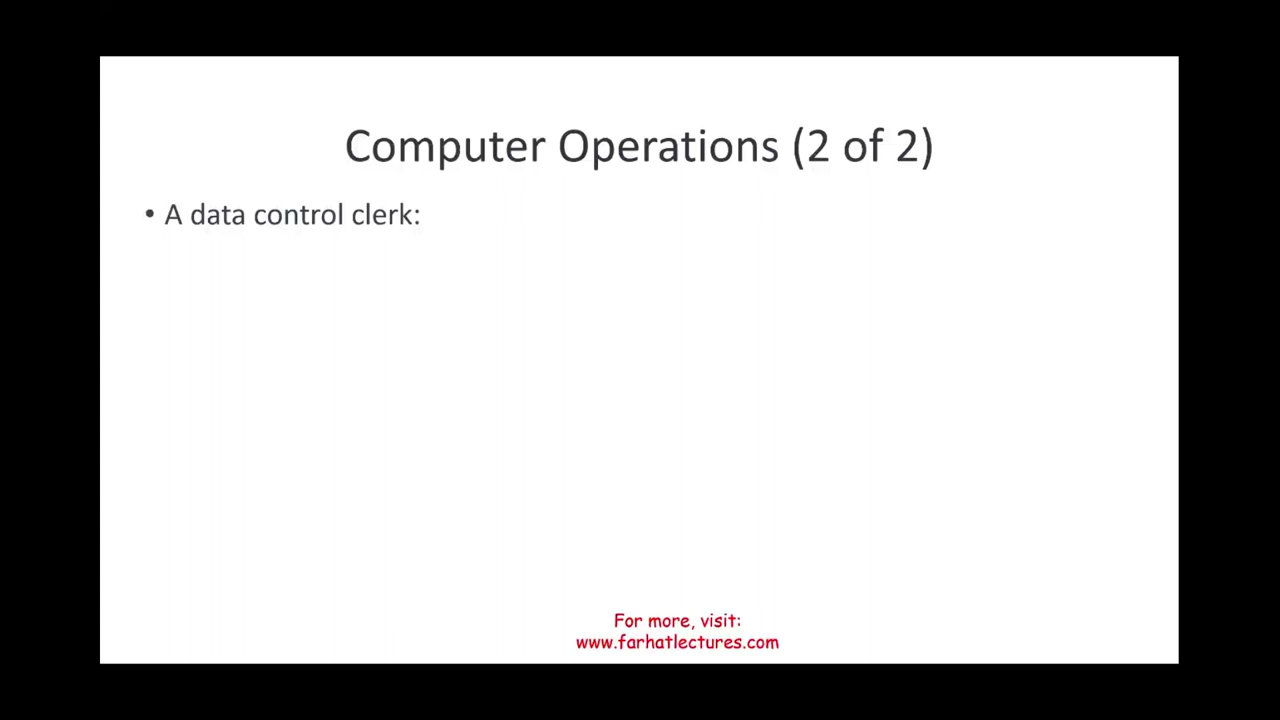 Computer Operations (2 of 2)
• A data control clerk:
For more, visit:
www.farhatlectures.com